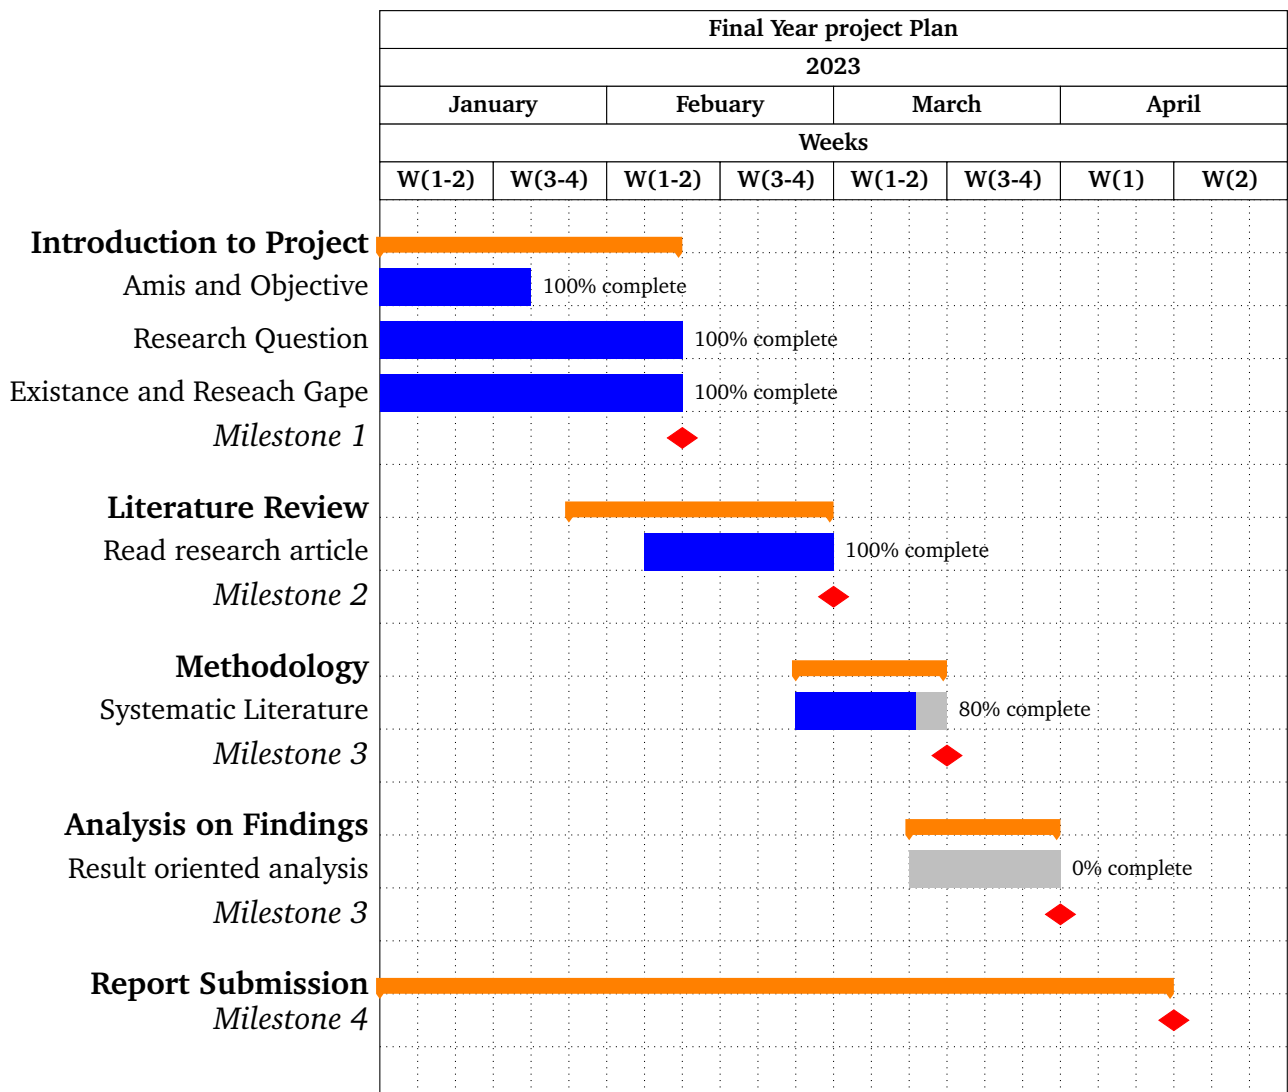 Final Year project Plan
2023
January Febuary March April
Weeks
W(1-2) W(3-4) W(1-2) W(3-4) W(1-2) W(3-4) W(1) W(2)
Introduction to Project
Amis and Objective 100% complete
Research Question 100% complete
Existance and Reseach Gape 100% complete
Milestone 1
Literature Review
Read research article 100% complete
Milestone 2
Methodology
Systematic Literature 80% complete
Milestone 3
Analysis on Findings
Result oriented analysis 0% complete
Milestone 3
Report Submission
Milestone 4